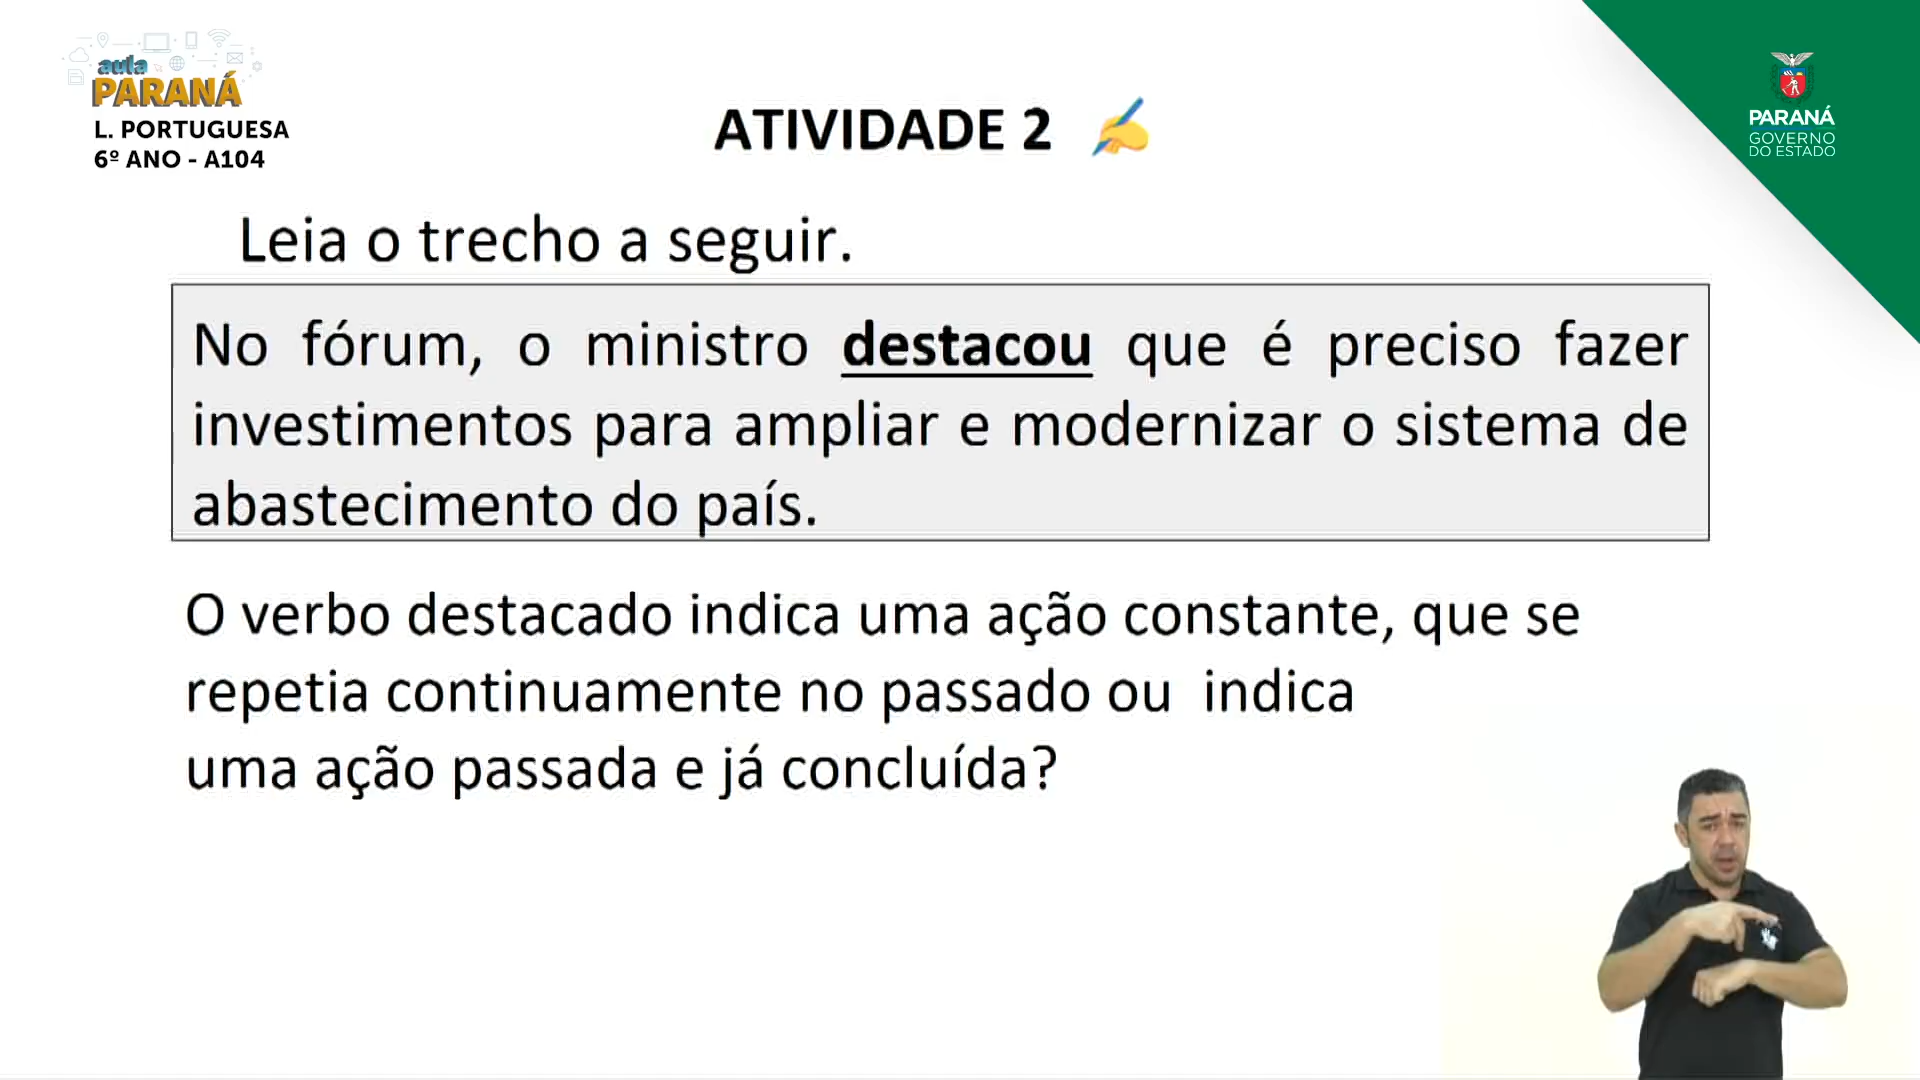 aula
PARANÁ
L. PORTUGUESA
6º ANO - A104
ATIVIDADE 2
PARANÁ
GOVERNO
DO ESTADO
Leia o trecho a seguir.
No fórum, o ministro destacou que é preciso fazer
investimentos para ampliar e modernizar o sistema de
abastecimento do país.
O verbo destacado indica uma ação constante, que se
repetia continuamente no passado ou indica
uma ação passada e já concluída?